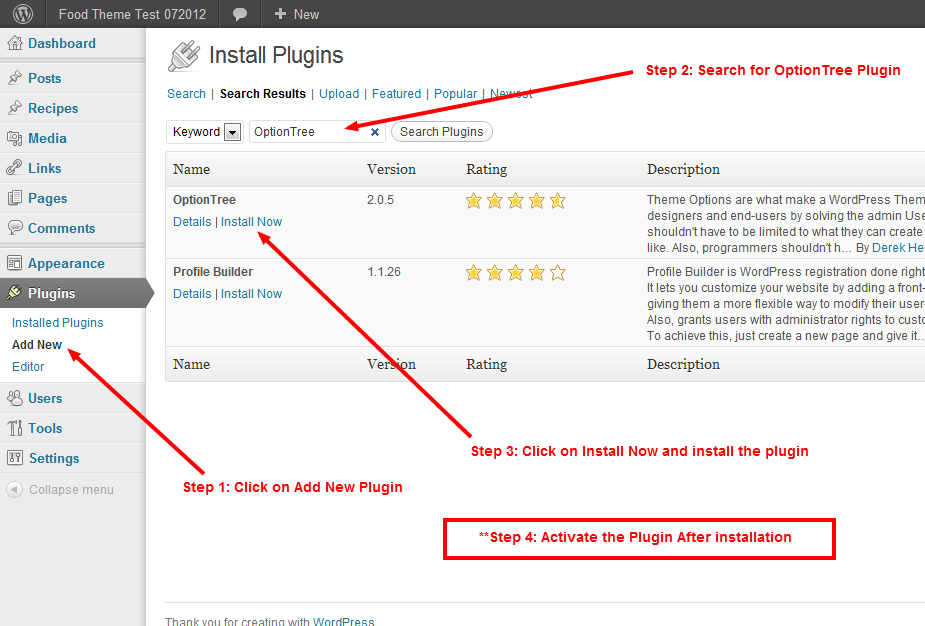 Food Theme Test 072012 New
Dashboard
Posts
Recipes
Media
Links
Pages
Comments
Appearance
Plugins
Installed Plugins
Add New
Editor
Users
Tools
Settings
Collapse menu
Install Plugins
Step 2: Search for OptionTree Plugin
Search | Search Results | Upload | Featured | Popular | Newest
Keyword OptionTree × Search Plugins
Name Version Rating Description
OptionTree 2.0.5 Theme Options are what make a WordPress Them
Details | Install Now designers and end-users by solving the admin Use
shouldn't have to be limited to what they can create
like. Also, programmers shouldn't h... By Derek He
Profile Builder 1.1.26 Profile Builder is WordPress registration done right
Details | Install Now It lets you customize your website by adding a front-
giving them a more flexible way to modify their user-
Also, grants users with administrator rights to custo
To achieve this, just create a new page and give it...
Name Version Rating Description
Step 3: Click on Install Now and install the plugin
Step 1: Click on Add New Plugin
**Step 4: Activate the Plugin After installation
Thank you for creating with WordPress